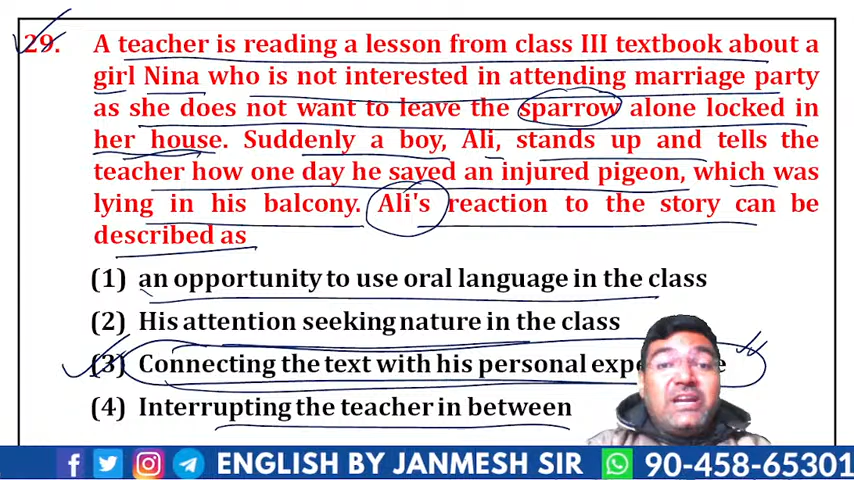 29. A teacher is reading a lesson from class III textbook about a
girl Nina who is not interested in attending marriage party
as she does not want to leave the sparrow alone locked in
her house. Suddenly a boy, Ali, stands up and tells the
teacher how one day he saved an injured pigeon, which was
lying in his balcony. Ali's reaction to the story can be
described as
(1) an opportunity to use oral language in the class
(2) His attention seeking nature in the class
(3) Connecting the text with his personal
(4) Interrupting the teacher in between
ENGLISH BY JANMESH SIR 90-458-65301